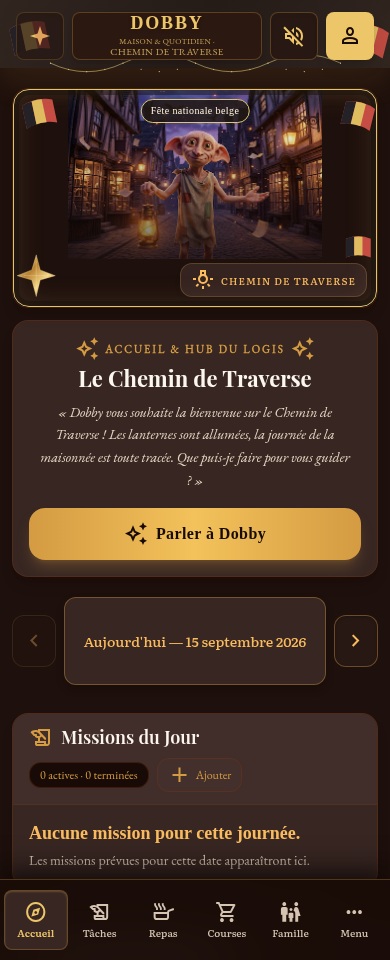 DOBBY
MAISON & QUOTIDIEN ·
CHEMIN DE TRAVERSE
Fête nationale belge
CHEMIN DE TRAVERSE
ACCUEIL & HUB DU LOGIS
Le Chemin de Traverse
« Dobby vous souhaite la bienvenue sur le Chemin de
Traverse ! Les lanternes sont allumées, la journée de la
maisonnée est toute tracée. Que puis-je faire pour vous guider
? »
Parler à Dobby
Aujourd'hui — 15 septembre 2026
Missions du Jour
0 actives · 0 terminées
Ajouter
Aucune mission pour cette journée.
Les missions prévues pour cette date apparaîtront ici.
Accueil
Tâches
Repas
Courses
Famille
Menu